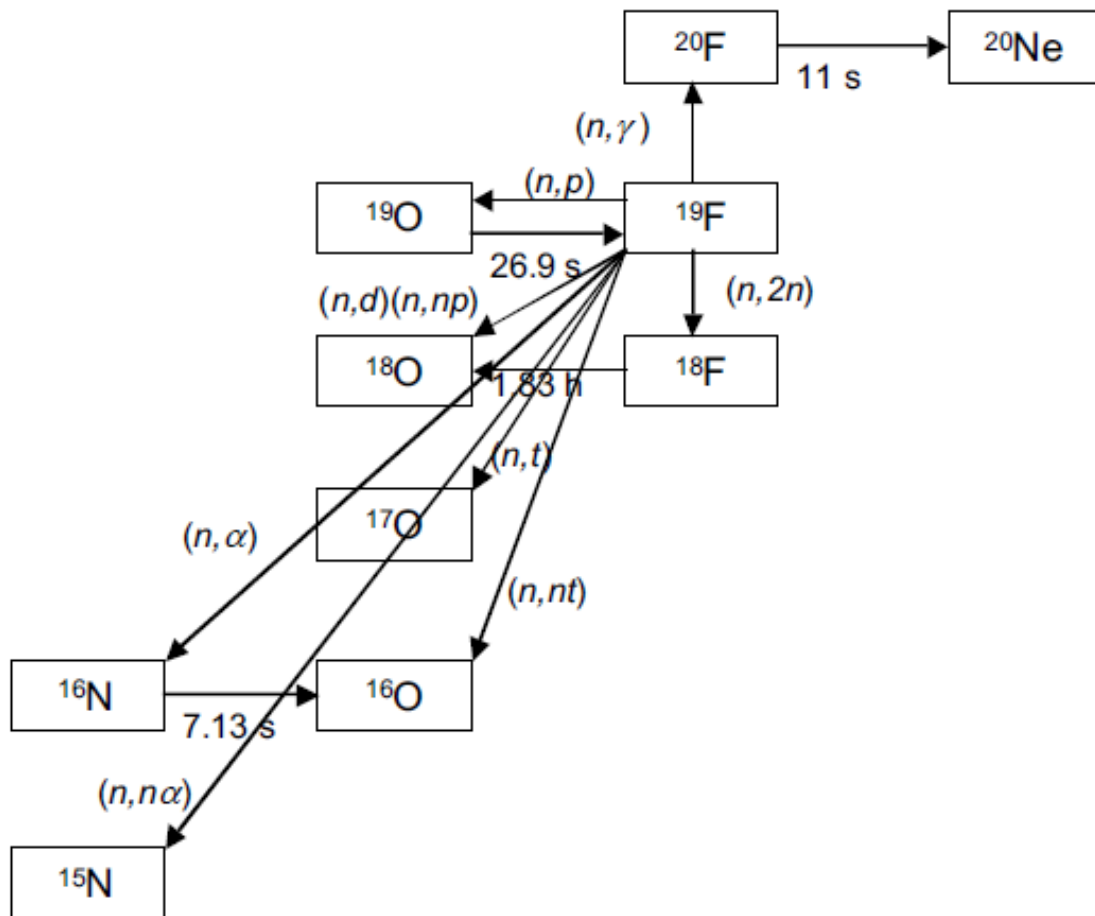 ²⁰F
²⁰Ne
11 s
(n,γ)
(n,p)
¹⁹O
¹⁹F
26.9 s
(n,d)(n,np)
(n,2n)
¹⁸O
¹⁸F
1.83 h
(n,t)
¹⁷O
(n,α)
(n,nt)
¹⁶N
¹⁶O
7.13 s
(n,nα)
¹⁵N